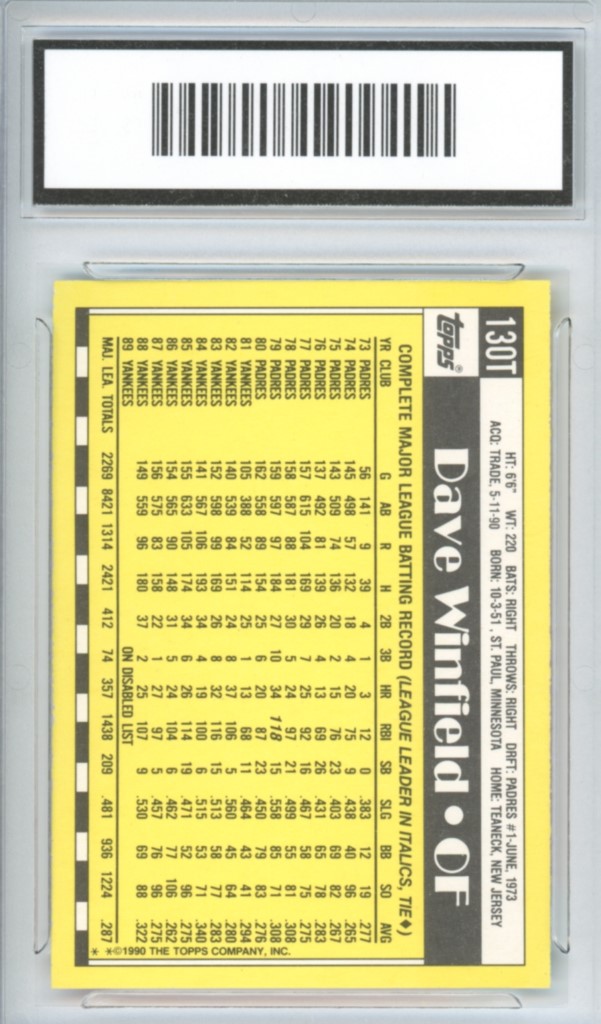 130T
HT: 6'6" WT: 220 BATS: RIGHT THROWS: RIGHT DRFT: PADRES #1-JUNE, 1973
ACQ: TRADE, 5-11-90 BORN: 10-3-51, ST. PAUL, MINNESOTA HOME: TEANECK, NEW JERSEY
topps® Dave Winfield • OF
COMPLETE MAJOR LEAGUE BATTING RECORD (LEAGUE LEADER IN ITALICS, TIE♦)
YR CLUB G AB R H 2B 3B HR RBI SB SLG BB SO AVG
73 PADRES 56 141 9 39 4 1 3 12 0 .383 12 19 .277
74 PADRES 145 498 57 132 18 4 20 75 9 .438 40 96 .265
75 PADRES 143 509 74 136 20 2 15 76 23 .403 69 82 .267
76 PADRES 137 492 81 139 26 4 13 69 26 .431 65 78 .283
77 PADRES 157 615 104 169 29 7 25 92 16 .467 58 75 .275
78 PADRES 158 587 88 181 30 5 24 97 21 .499 55 81 .308
79 PADRES 159 597 97 184 27 10 34 118 15 .558 85 71 .308
80 PADRES 162 558 89 154 25 6 20 87 23 .450 79 83 .276
81 YANKEES 105 388 52 114 25 1 13 68 11 .464 43 41 .294
82 YANKEES 140 539 84 151 24 8 37 106 5 .560 45 64 .280
83 YANKEES 152 598 99 169 26 8 32 116 15 .513 58 77 .283
84 YANKEES 141 567 106 193 34 4 19 100 6 .515 53 71 .340
85 YANKEES 155 633 105 174 34 6 26 114 19 .471 52 96 .275
86 YANKEES 154 565 90 148 31 5 24 104 6 .462 77 106 .262
87 YANKEES 156 575 83 158 22 1 27 97 5 .457 76 96 .275
88 YANKEES 149 559 96 180 37 2 25 107 9 .530 69 88 .322
89 YANKEES ON DISABLED LIST
MAJ. LEA. TOTALS 2269 8421 1314 2421 412 74 357 1438 209 .481 936 1224 .287
* *©1990 THE TOPPS COMPANY, INC.